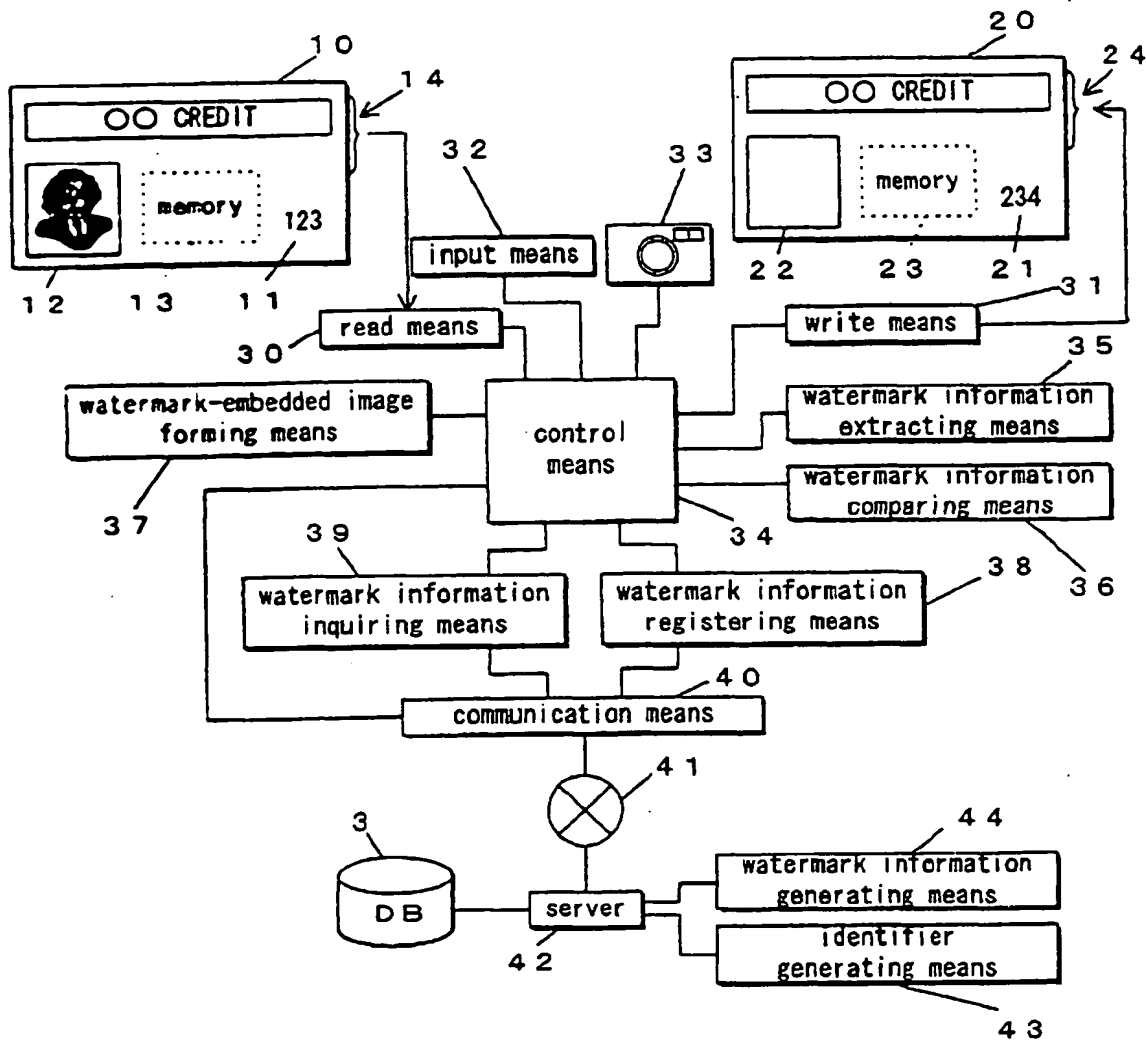 10
20
14
24
○○ CREDIT
○○ CREDIT
32
33
memory
memory
123
234
input means
12
13
11
22
23
21
31
read means
write means
30
35
watermark-embedded image
forming means
control
means
watermark information
extracting means
37
34
watermark information
comparing means
39
38
36
watermark information
inquiring means
watermark information
registering means
40
communication means
41
3
44
DB
server
watermark information
generating means
42
identifier
generating means
43